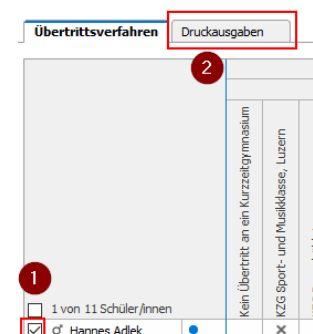 Übertrittsverfahren
Druckausgaben
2
Kein Übertritt an ein Kurzzeitgymnasium
KZG Sport- und Musikklasse, Luzern
1
1 von 11 Schüler/innen
Hannes Adlek